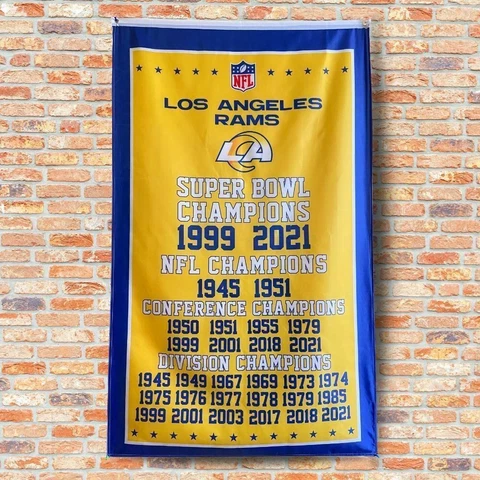 NFL
LOS ANGELES
RAMS
LA
SUPER BOWL
CHAMPIONS
1999 2021
NFL CHAMPIONS
1945 1951
CONFERENCE CHAMPIONS
1950 1951 1955 1979
1999 2001 2018 2021
DIVISION CHAMPIONS
1945 1949 1967 1969 1973 1974
1975 1976 1977 1978 1979 1985
1999 2001 2003 2017 2018 2021